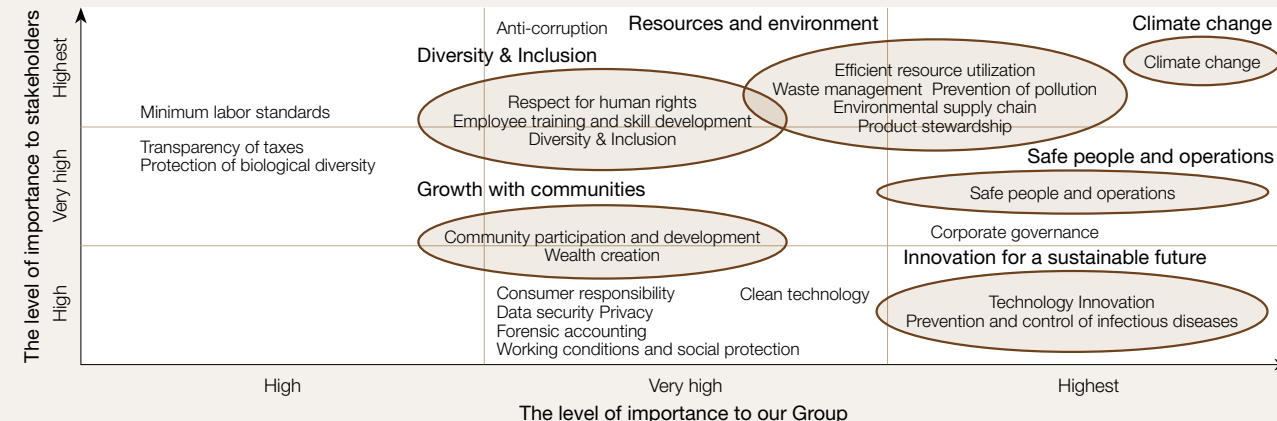 The level of importance to stakeholders
Highest
Very high
High
Anti-corruption
Resources and environment
Climate change
Climate change
Diversity & Inclusion
Efficient resource utilization
Waste management Prevention of pollution
Environmental supply chain
Product stewardship
Respect for human rights
Employee training and skill development
Diversity & Inclusion
Minimum labor standards
Transparency of taxes
Protection of biological diversity
Safe people and operations
Safe people and operations
Growth with communities
Community participation and development
Wealth creation
Corporate governance
Innovation for a sustainable future
Technology Innovation
Prevention and control of infectious diseases
Consumer responsibility
Data security Privacy
Forensic accounting
Working conditions and social protection
Clean technology
High
Very high
Highest
The level of importance to our Group